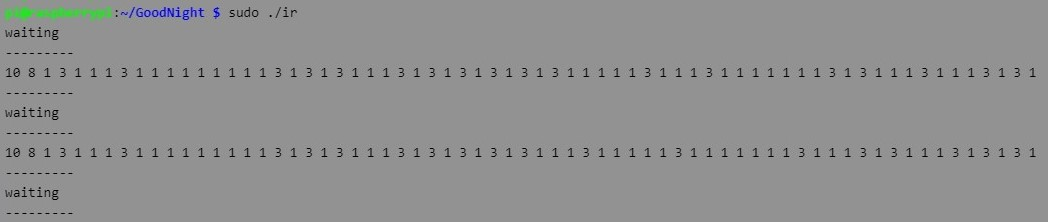 :~/GoodNight $ sudo ./ir
waiting
---------
10 8 1 3 1 1 1 3 1 1 1 1 1 1 1 1 1 3 1 3 1 3 1 1 1 3 1 3 1 3 1 3 1 3 1 3 1 1 1 1 1 3 1 1 1 3 1 1 1 1 1 1 1 3 1 3 1 1 1 3 1 1 1 3 1 3 1
---------
waiting
---------
10 8 1 3 1 1 1 3 1 1 1 1 1 1 1 1 1 3 1 3 1 3 1 1 1 3 1 3 1 3 1 3 1 3 1 1 1 3 1 1 1 1 1 3 1 1 1 1 1 1 1 3 1 1 1 3 1 3 1 1 1 3 1 3 1 3 1
---------
waiting
---------